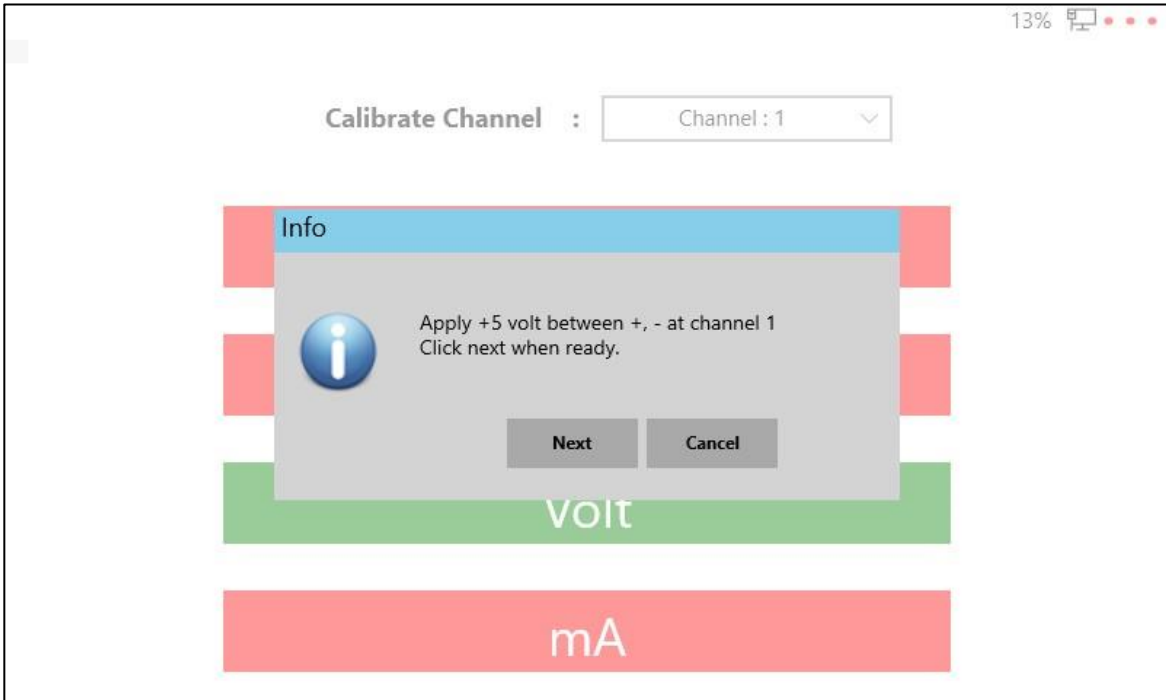 13%
Calibrate Channel : Channel : 1
Info
Apply +5 volt between +, - at channel 1
Click next when ready.
Next Cancel
Volt
mA